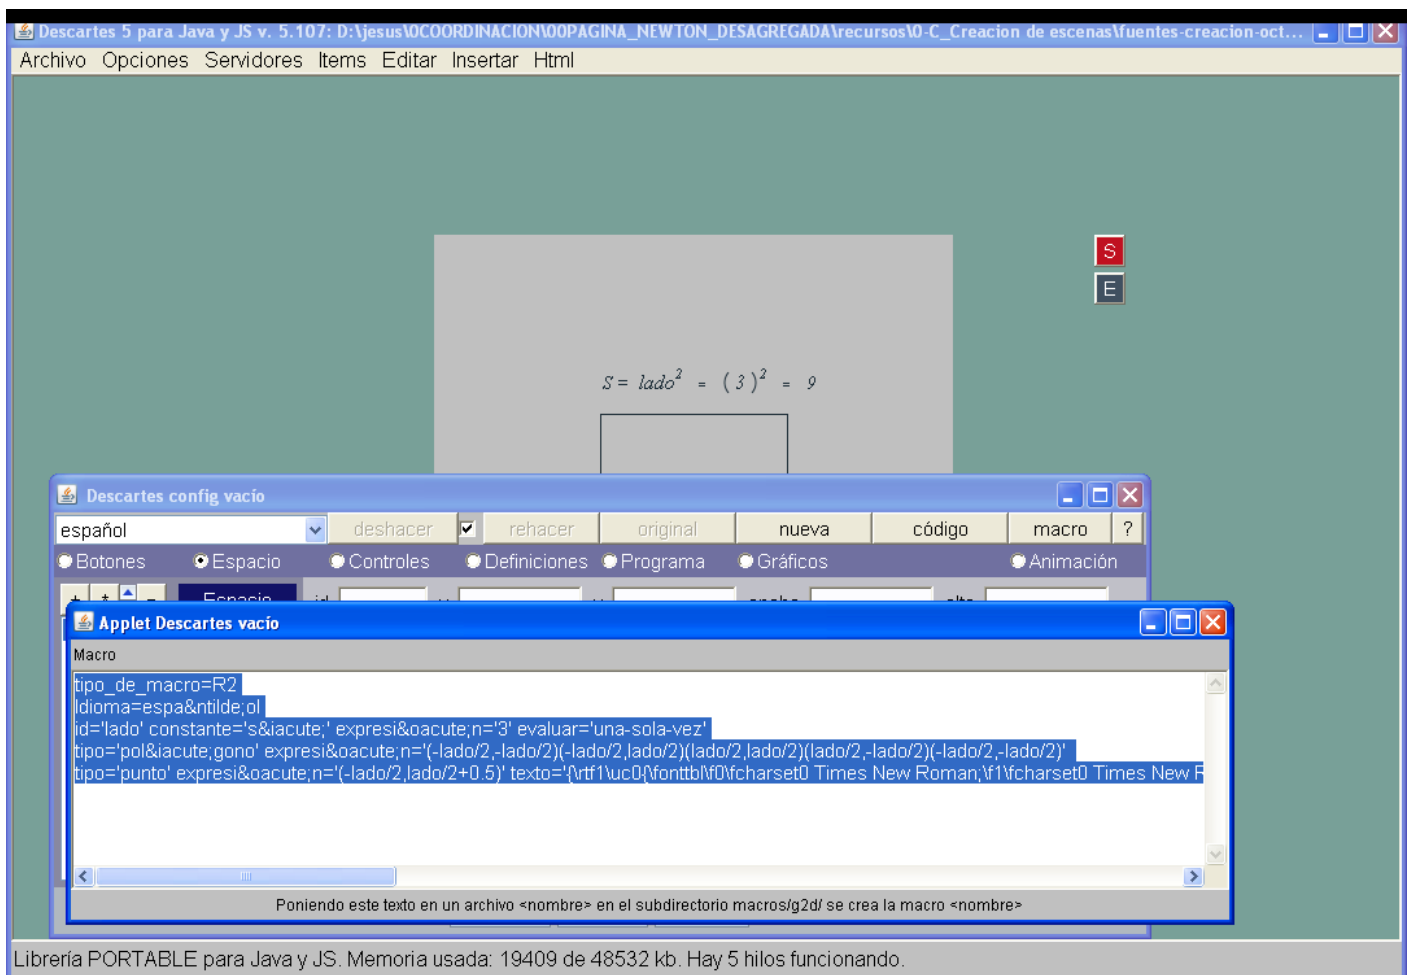 Descartes 5 para Java y JS v. 5.107: D:\jesus\0COORDINACION\00PAGINA_NEWTON_DESAGREGADA\recursos\0-C_Creacion de escenas\fuentes-creacion-oct...
Archivo Opciones Servidores Items Editar Insertar Html
S
E
S = lado² = ( 3 )² = 9
Descartes config vacío
español deshacer rehacer original nueva código macro ?
Botones Espacio Controles Definiciones Programa Gráficos Animación
+ * - Espacio id x y ancho alto
Applet Descartes vacío
Macro
tipo_de_macro=R2
Idioma=espa&ntilde;ol
id='lado' constante='s&iacute;' expresi&oacute;n='3' evaluar='una-sola-vez'
tipo='pol&iacute;gono' expresi&oacute;n='(-lado/2,-lado/2)(-lado/2,lado/2)(lado/2,lado/2)(lado/2,-lado/2)(-lado/2,-lado/2)'
tipo='punto' expresi&oacute;n='(-lado/2,lado/2+0.5)' texto='{\rtf1\uc0{\fonttbl\f0\fcharset0 Times New Roman;\f1\fcharset0 Times New R
Poniendo este texto en un archivo <nombre> en el subdirectorio macros/g2d/ se crea la macro <nombre>
Librería PORTABLE para Java y JS. Memoria usada: 19409 de 48532 kb. Hay 5 hilos funcionando.